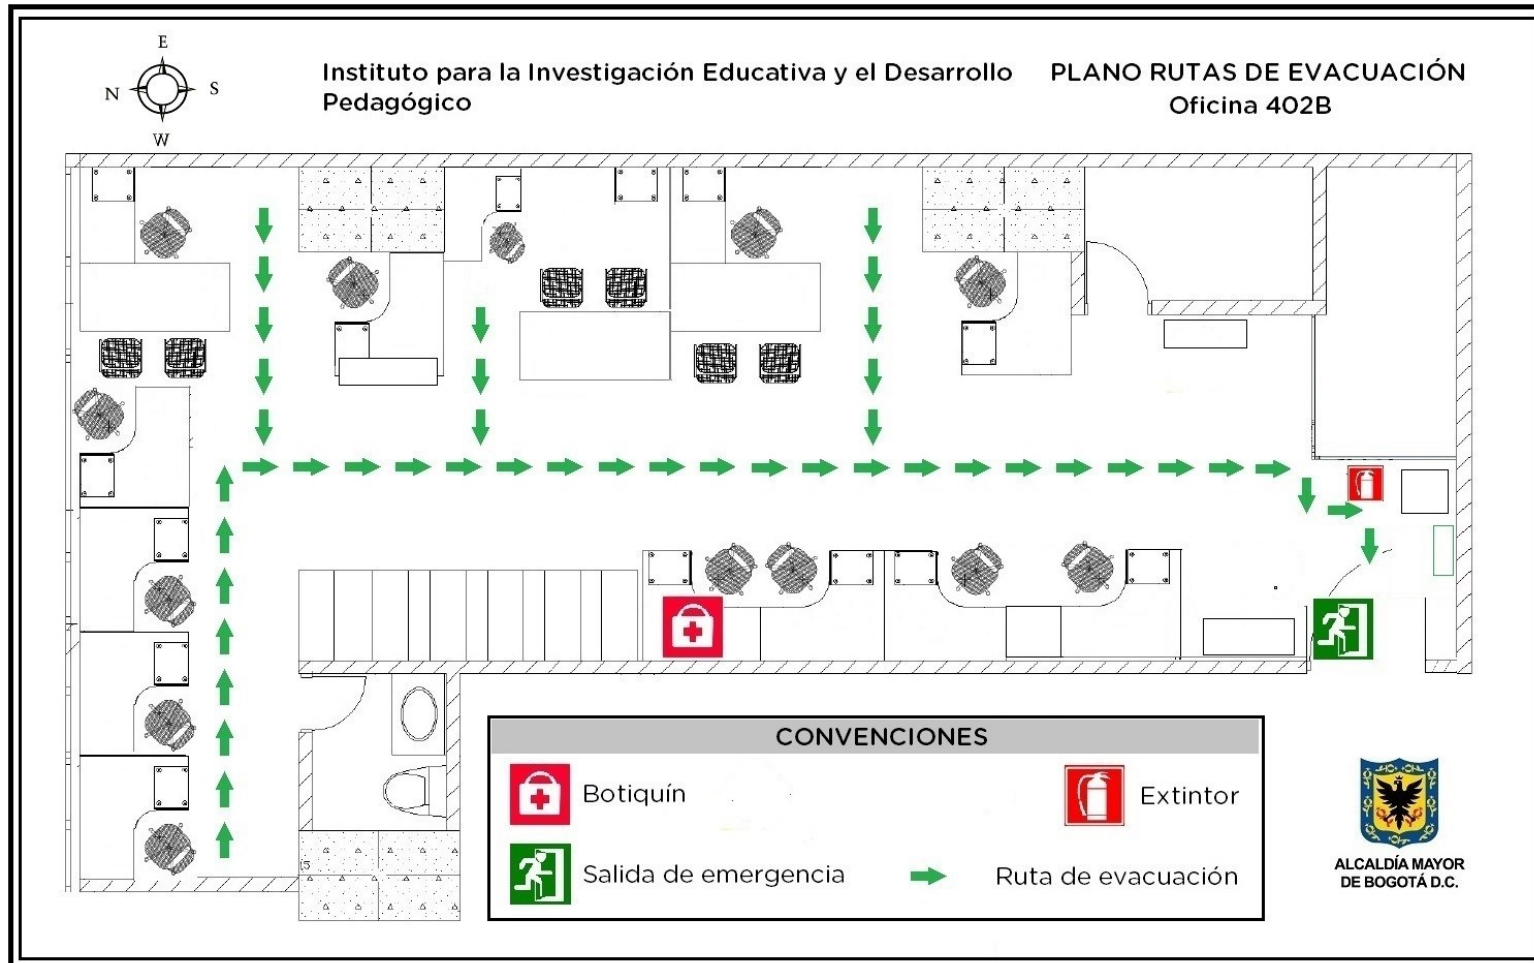 E
N
S
W
Instituto para la Investigación Educativa y el Desarrollo
Pedagógico
PLANO RUTAS DE EVACUACIÓN
Oficina 402B
CONVENCIONES
Botiquín
Extintor
Salida de emergencia
Ruta de evacuación
ALCALDÍA MAYOR
DE BOGOTÁ D.C.